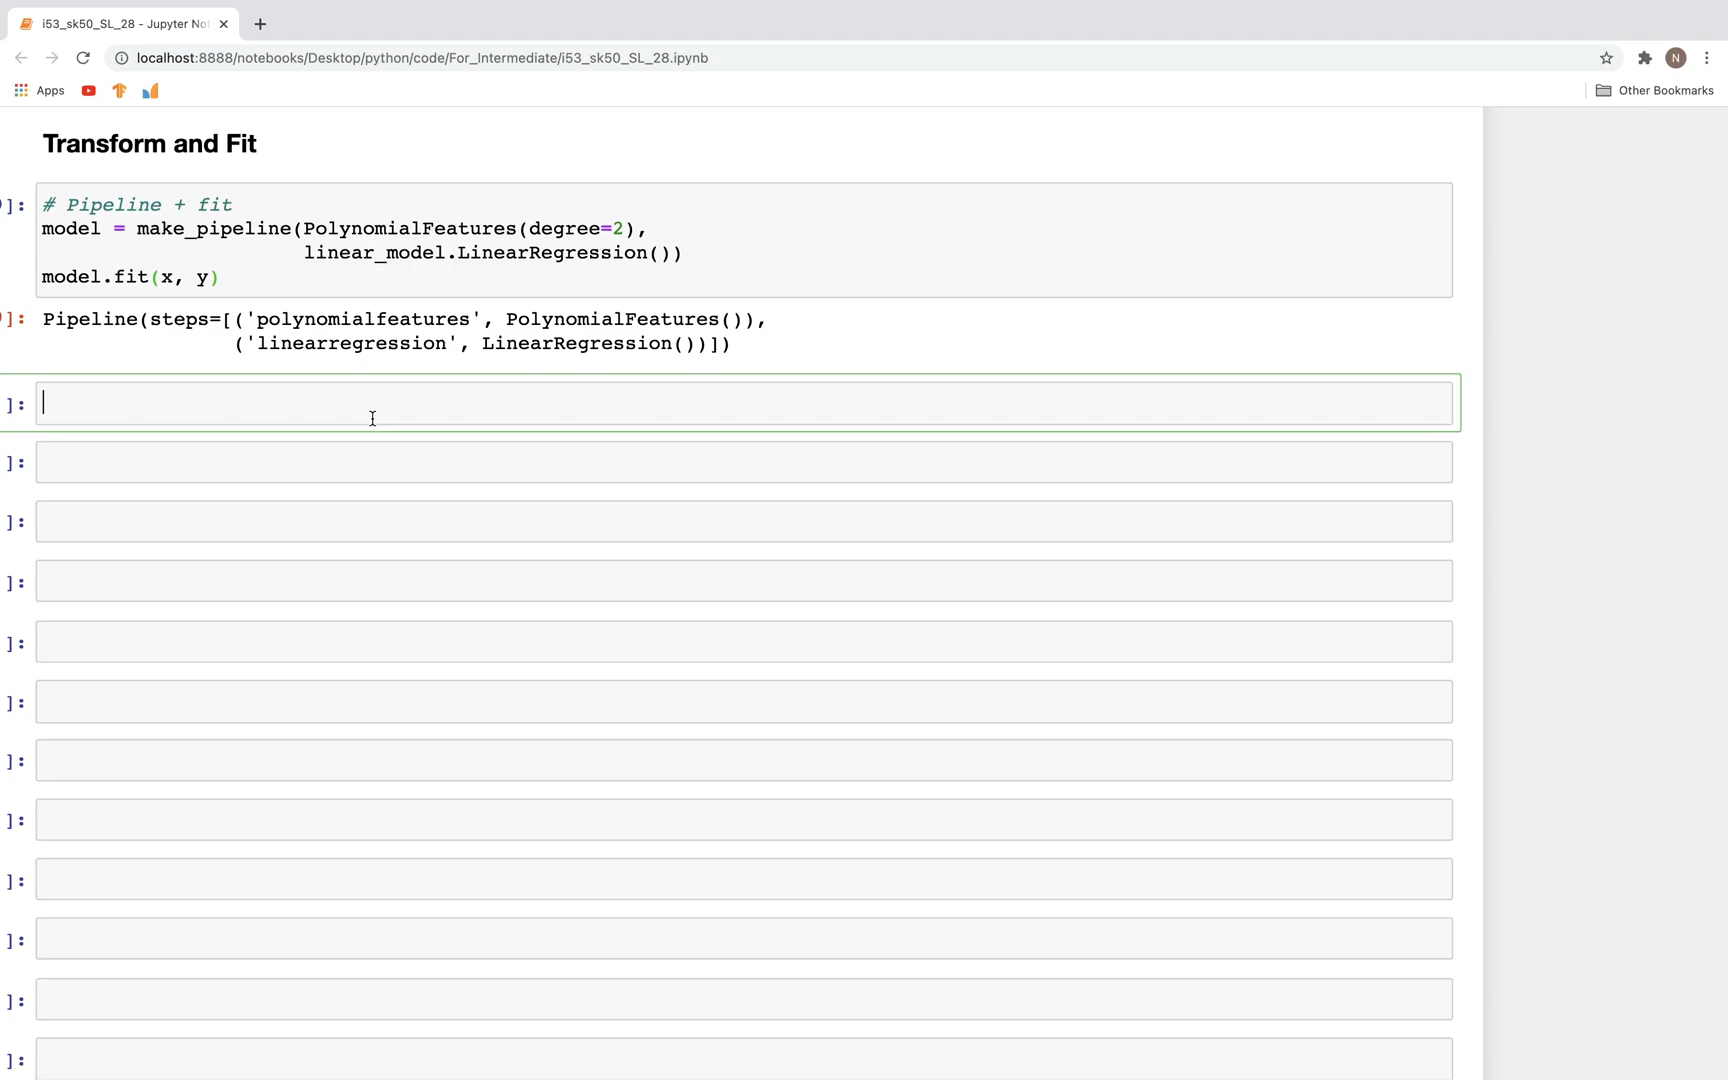 i53_sk50_SL_28 - Jupyter No
localhost:8888/notebooks/Desktop/python/code/For_Intermediate/i53_sk50_SL_28.ipynb
N
Apps
Other Bookmarks
Transform and Fit
]: # Pipeline + fit
model = make_pipeline(PolynomialFeatures(degree=2),
linear_model.LinearRegression())
model.fit(x, y)
]: Pipeline(steps=[('polynomialfeatures', PolynomialFeatures()),
('linearregression', LinearRegression())])
]:
]:
]:
]:
]:
]:
]:
]:
]:
]:
]:
]: